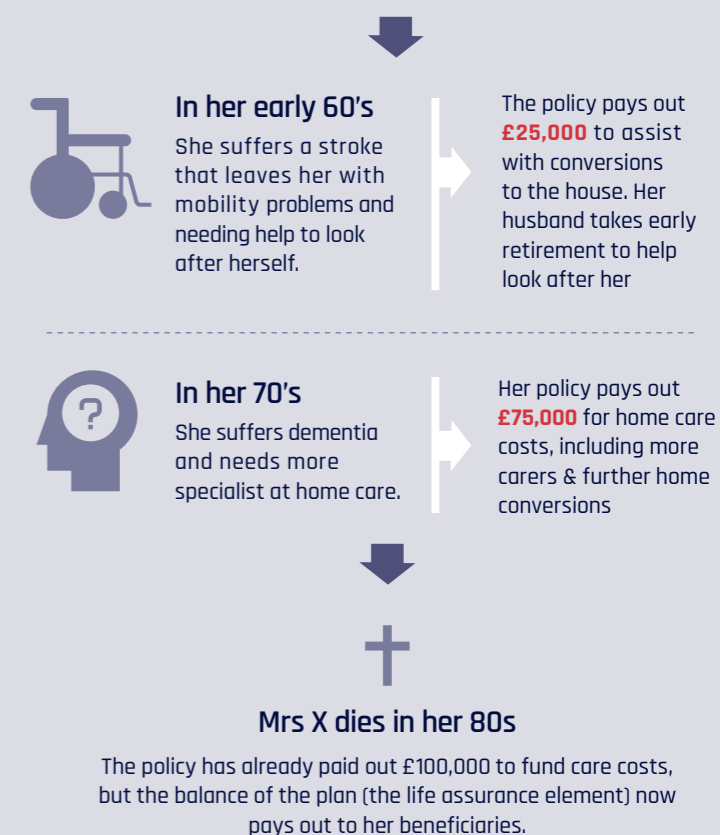 In her early 60's
She suffers a stroke
that leaves her with
mobility problems and
needing help to look
after herself.
The policy pays out
£25,000 to assist
with conversions
to the house. Her
husband takes early
retirement to help
look after her
?
In her 70's
She suffers dementia
and needs more
specialist at home care.
Her policy pays out
£75,000 for home care
costs, including more
carers & further home
conversions
Mrs X dies in her 80s
The policy has already paid out £100,000 to fund care costs,
but the balance of the plan (the life assurance element) now
pays out to her beneficiaries.